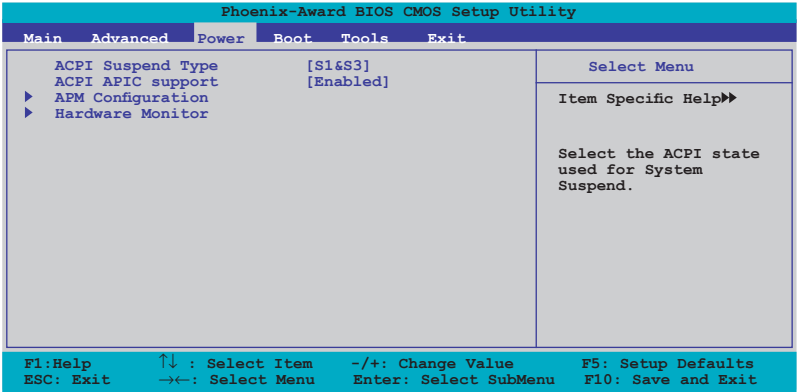 Phoenix-Award BIOS CMOS Setup Utility
Main Advanced Power Boot Tools Exit
ACPI Suspend Type [S1&S3]
ACPI APIC support [Enabled]
APM Configuration
Hardware Monitor
Select Menu
Item Specific Help
Select the ACPI state
used for System
Suspend.
F1:Help ↑↓ : Select Item -/+: Change Value F5: Setup Defaults
ESC: Exit →←: Select Menu Enter: Select SubMenu F10: Save and Exit